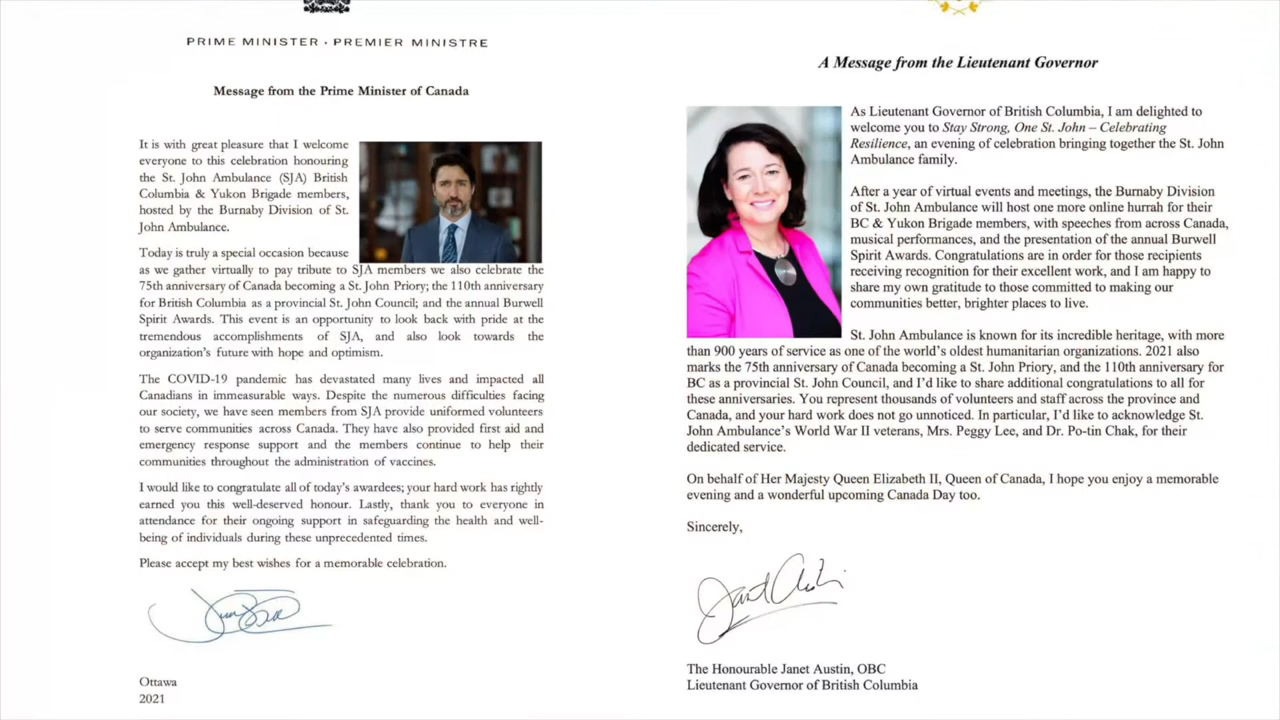 PRIME MINISTER · PREMIER MINISTRE
Message from the Prime Minister of Canada
It is with great pleasure that I welcome
everyone to this celebration honouring
the St. John Ambulance (SJA) British
Columbia & Yukon Brigade members,
hosted by the Burnaby Division of St.
John Ambulance.
Today is truly a special occasion because
as we gather virtually to pay tribute to SJA members we also celebrate the
75th anniversary of Canada becoming a St. John Priory; the 110th anniversary
for British Columbia as a provincial St. John Council; and the annual Burwell
Spirit Awards. This event is an opportunity to look back with pride at the
tremendous accomplishments of SJA, and also look towards the
organization's future with hope and optimism.
The COVID-19 pandemic has devastated many lives and impacted all
Canadians in immeasurable ways. Despite the numerous difficulties facing
our society, we have seen members from SJA provide uniformed volunteers
to serve communities across Canada. They have also provided first aid and
emergency response support and the members continue to help their
communities throughout the administration of vaccines.
I would like to congratulate all of today's awardees; your hard work has rightly
earned you this well-deserved honour. Lastly, thank you to everyone in
attendance for their ongoing support in safeguarding the health and well-
being of individuals during these unprecedented times.
Please accept my best wishes for a memorable celebration.
Ottawa
2021
A Message from the Lieutenant Governor
As Lieutenant Governor of British Columbia, I am delighted to
welcome you to Stay Strong, One St. John – Celebrating
Resilience, an evening of celebration bringing together the St. John
Ambulance family.
After a year of virtual events and meetings, the Burnaby Division
of St. John Ambulance will host one more online hurrah for their
BC & Yukon Brigade members, with speeches from across Canada,
musical performances, and the presentation of the annual Burwell
Spirit Awards. Congratulations are in order for those recipients
receiving recognition for their excellent work, and I am happy to
share my own gratitude to those committed to making our
communities better, brighter places to live.
St. John Ambulance is known for its incredible heritage, with more
than 900 years of service as one of the world's oldest humanitarian organizations. 2021 also
marks the 75th anniversary of Canada becoming a St. John Priory, and the 110th anniversary for
BC as a provincial St. John Council, and I'd like to share additional congratulations to all for
these anniversaries. You represent thousands of volunteers and staff across the province and
Canada, and your hard work does not go unnoticed. In particular, I'd like to acknowledge St.
John Ambulance's World War II veterans, Mrs. Peggy Lee, and Dr. Po-tin Chak, for their
dedicated service.
On behalf of Her Majesty Queen Elizabeth II, Queen of Canada, I hope you enjoy a memorable
evening and a wonderful upcoming Canada Day too.
Sincerely,
Janet Austin
The Honourable Janet Austin, OBC
Lieutenant Governor of British Columbia